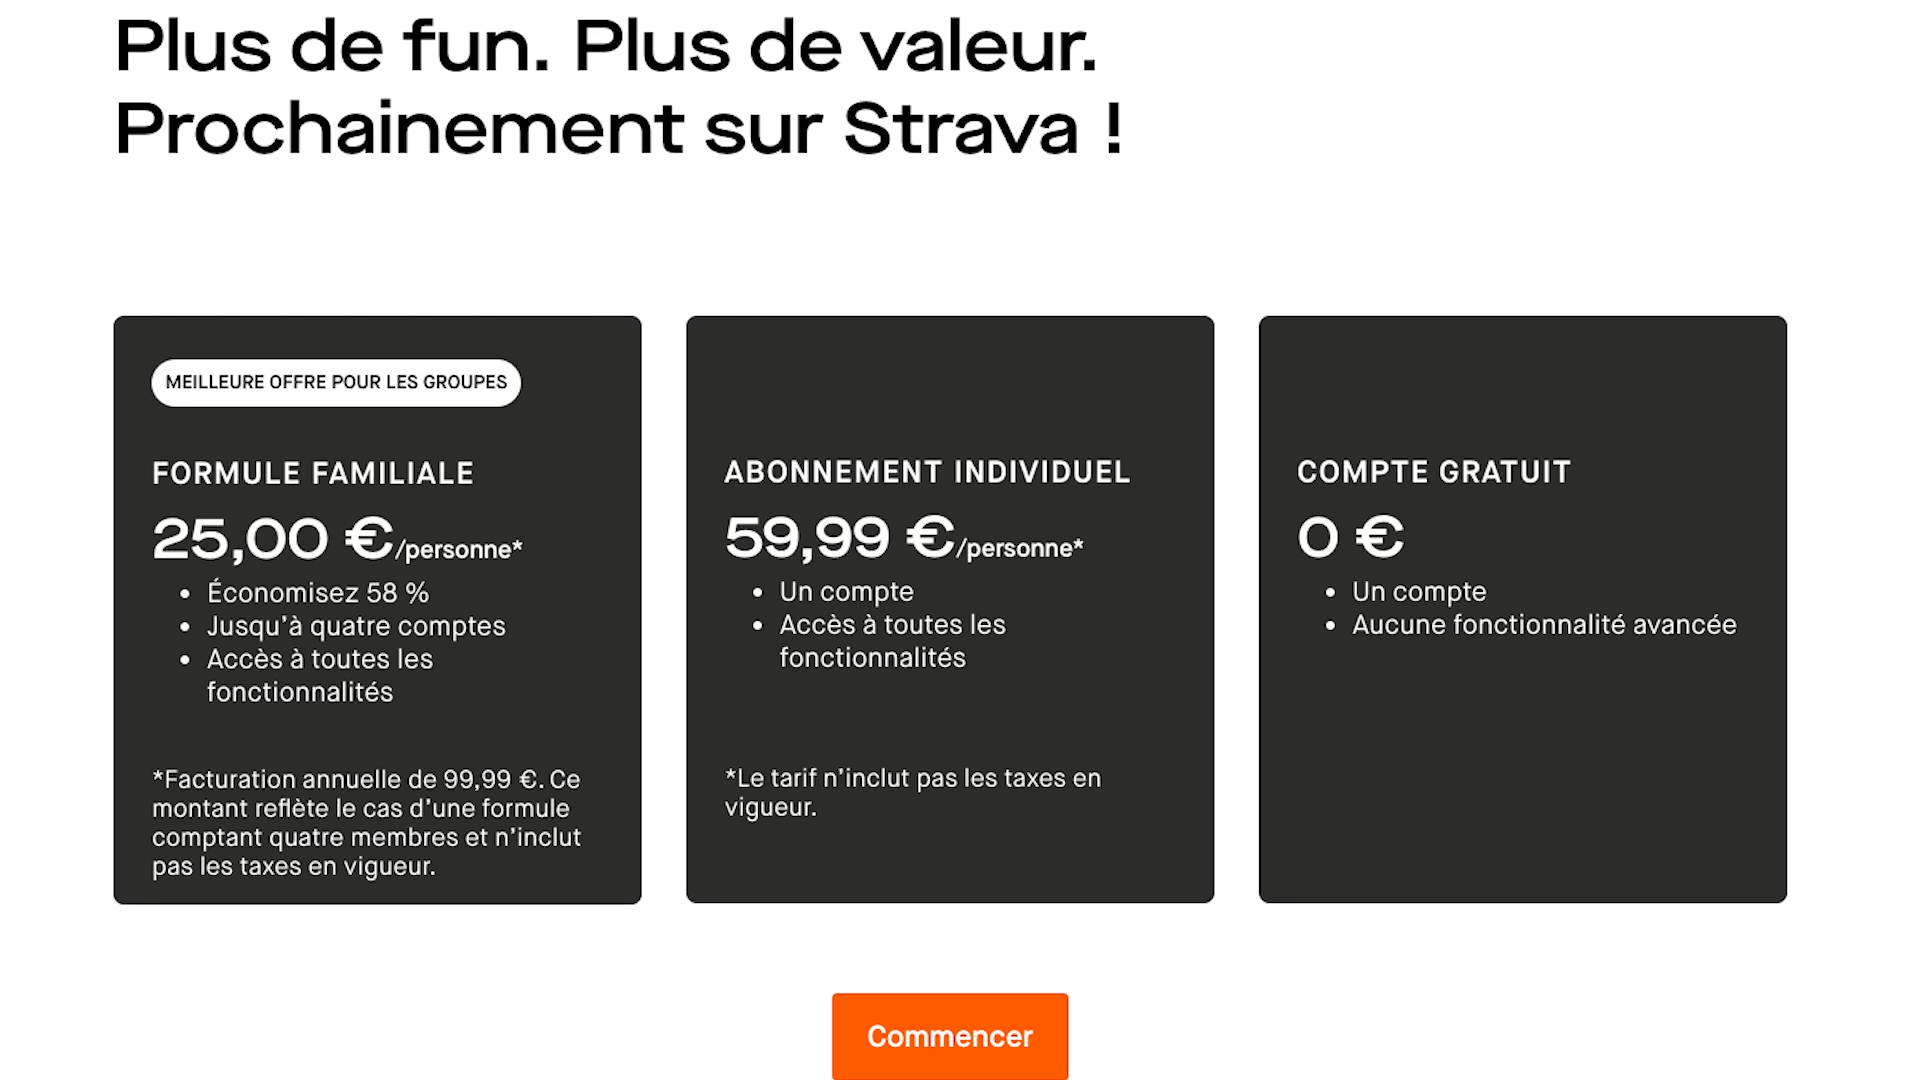 Plus de fun. Plus de valeur.
Prochainement sur Strava !
MEILLEURE OFFRE POUR LES GROUPES
FORMULE FAMILIALE
25,00 €/personne*
• Économisez 58 %
• Jusqu’à quatre comptes
• Accès à toutes les
fonctionnalités
*Facturation annuelle de 99,99 €. Ce
montant reflète le cas d’une formule
comptant quatre membres et n’inclut
pas les taxes en vigueur.
ABONNEMENT INDIVIDUEL
59,99 €/personne*
• Un compte
• Accès à toutes les
fonctionnalités
*Le tarif n’inclut pas les taxes en
vigueur.
COMPTE GRATUIT
0 €
• Un compte
• Aucune fonctionnalité avancée
Commencer